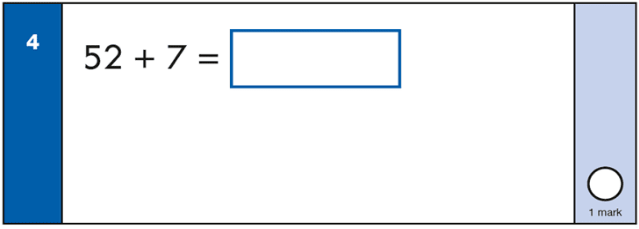 4
52 + 7 =
1 mark